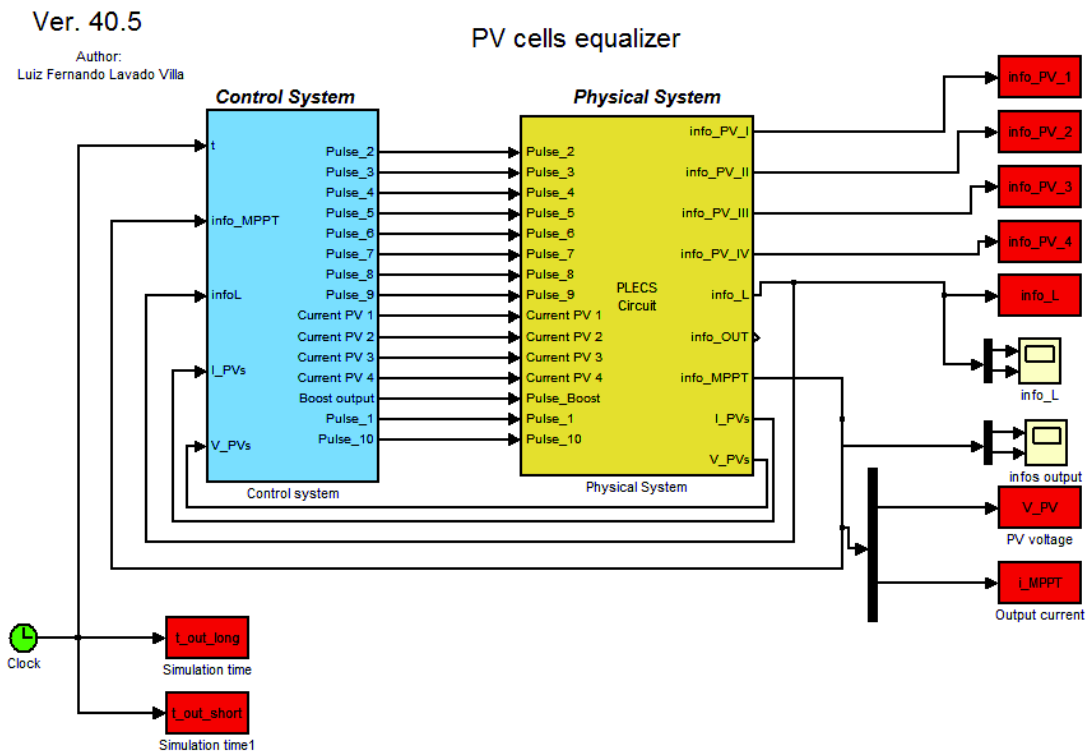 Ver. 40.5
Author:
Luiz Fernando Lavado Villa
PV cells equalizer
Control System
Physical System
t
info_MPPT
infoL
I_PVs
V_PVs
Pulse_2
Pulse_3
Pulse_4
Pulse_5
Pulse_6
Pulse_7
Pulse_8
Pulse_9
Current PV 1
Current PV 2
Current PV 3
Current PV 4
Boost output
Pulse_1
Pulse_10
Control system
Pulse_2
Pulse_3
Pulse_4
Pulse_5
Pulse_6
Pulse_7
Pulse_8
Pulse_9
Current PV 1
Current PV 2
Current PV 3
Current PV 4
Pulse_Boost
Pulse_1
Pulse_10
PLECS
Circuit
info_PV_I
info_PV_II
info_PV_III
info_PV_IV
info_L
info_OUT
info_MPPT
I_PVs
V_PVs
Physical System
info_PV_1
info_PV_2
info_PV_3
info_PV_4
info_L
info_L
infos output
V_PV
PV voltage
i_MPPT
Output current
Clock
t_out_long
Simulation time
t_out_short
Simulation time1